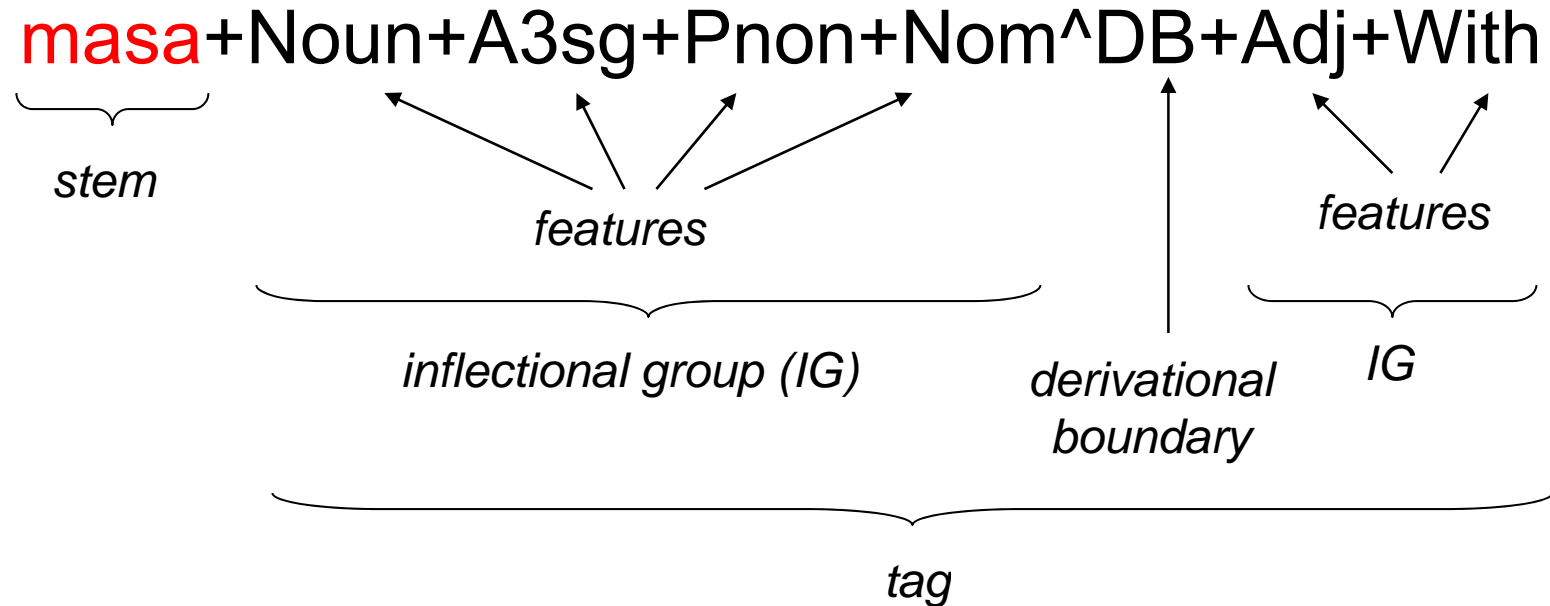 masa+Noun+A3sg+Pnon+Nom^DB+Adj+With
stem
features
features
inflectional group (IG)
derivational
boundary
IG
tag